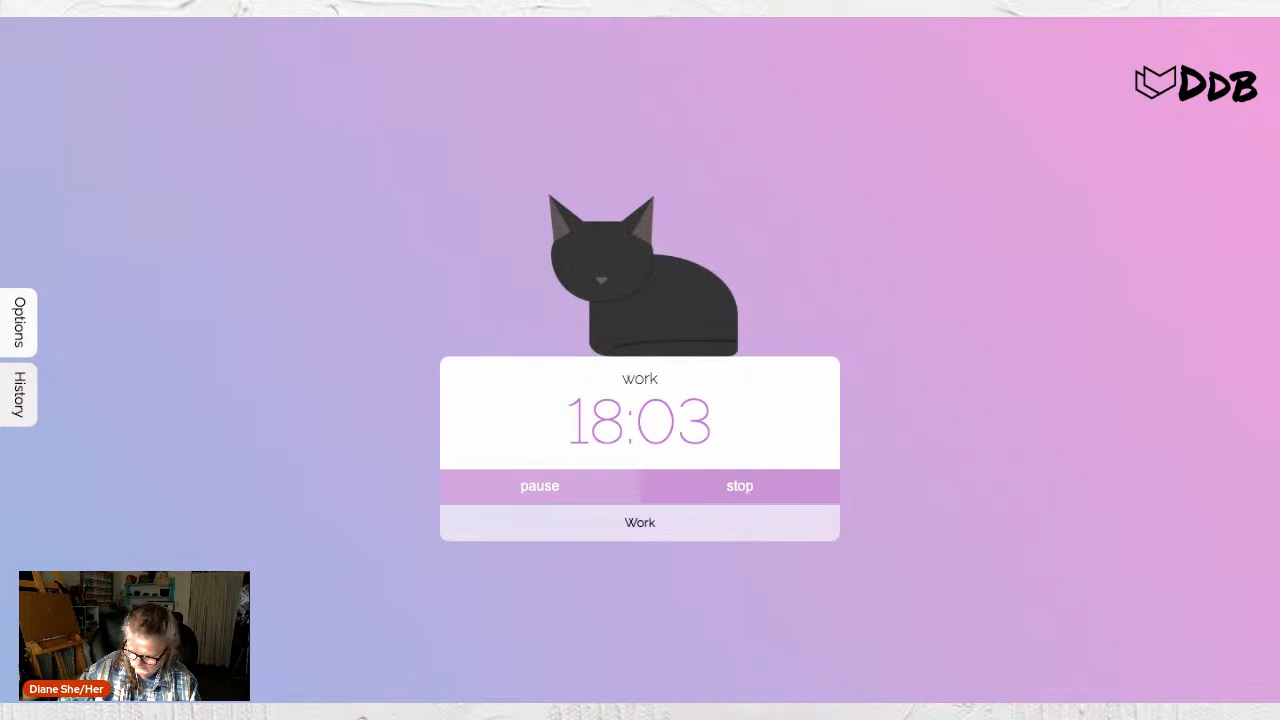 DDB
Options
History
work
18:03
pause
stop
Work
Diane She/Her